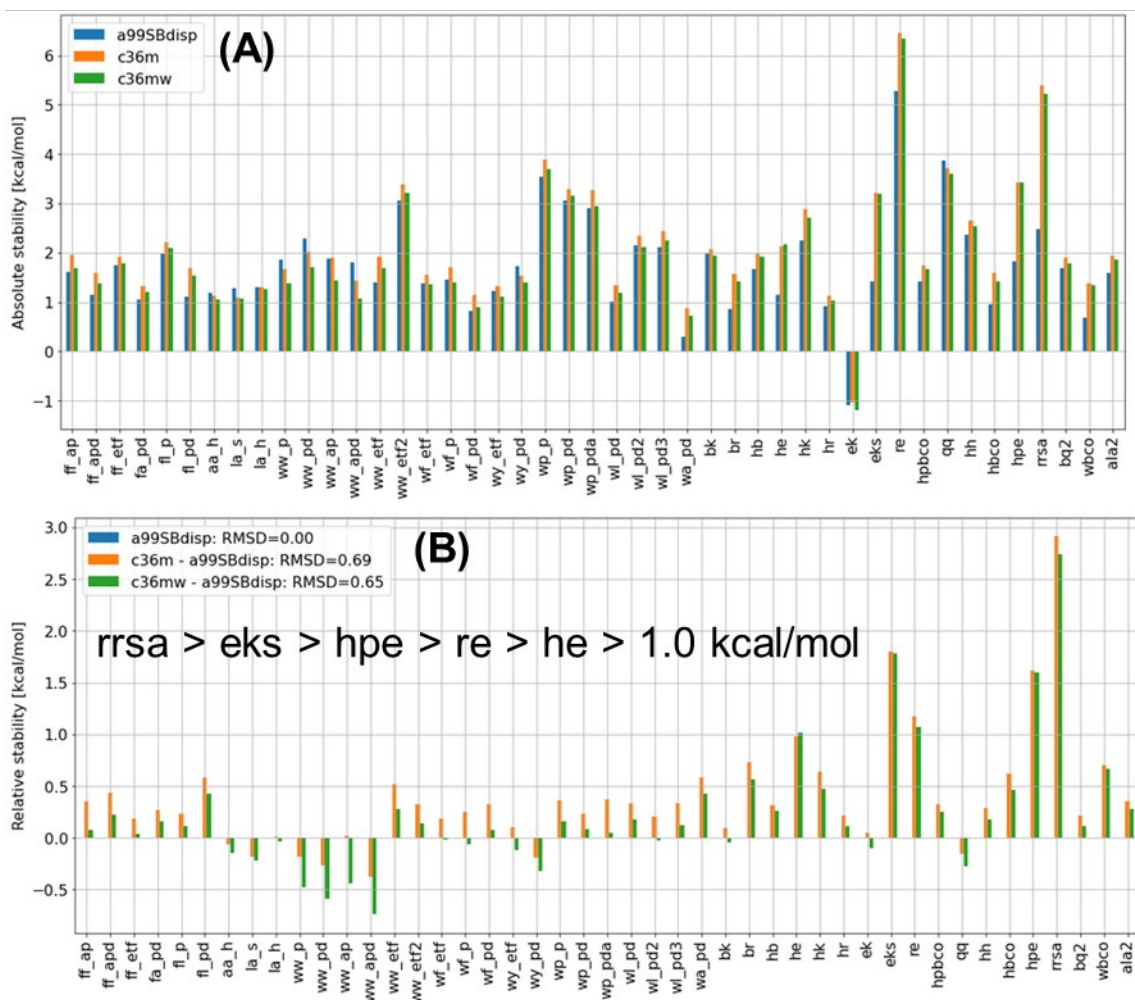 (A)
a99SBdisp
c36m
c36mw
Absolute stability [kcal/mol]
6
5
4
3
2
1
0
−1
ff_ap ff_apd ff_etf fa_pd fl_p fl_pd aa_h la_s la_h ww_p ww_pd ww_ap ww_apd ww_etf ww_etf2 wf_etf wf_p wf_pd wy_etf wy_pd wp_p wp_pd wp_pda wl_pd wl_pd2 wl_pd3 wa_pd bk br hb he hk hr ek eks re hpbco qq hh hbco hpe rrsa bq2 wbco ala2
(B)
a99SBdisp: RMSD=0.00
c36m - a99SBdisp: RMSD=0.69
c36mw - a99SBdisp: RMSD=0.65
rrsa > eks > hpe > re > he > 1.0 kcal/mol
Relative stability [kcal/mol]
3.0
2.5
2.0
1.5
1.0
0.5
0.0
−0.5
ff_ap ff_apd ff_etf fa_pd fl_p fl_pd aa_h la_s la_h ww_p ww_pd ww_ap ww_apd ww_etf ww_etf2 wf_etf wf_p wf_pd wy_etf wy_pd wp_p wp_pd wp_pda wl_pd wl_pd2 wl_pd3 wa_pd bk br hb he hk hr ek eks re hpbco qq hh hbco hpe rrsa bq2 wbco ala2